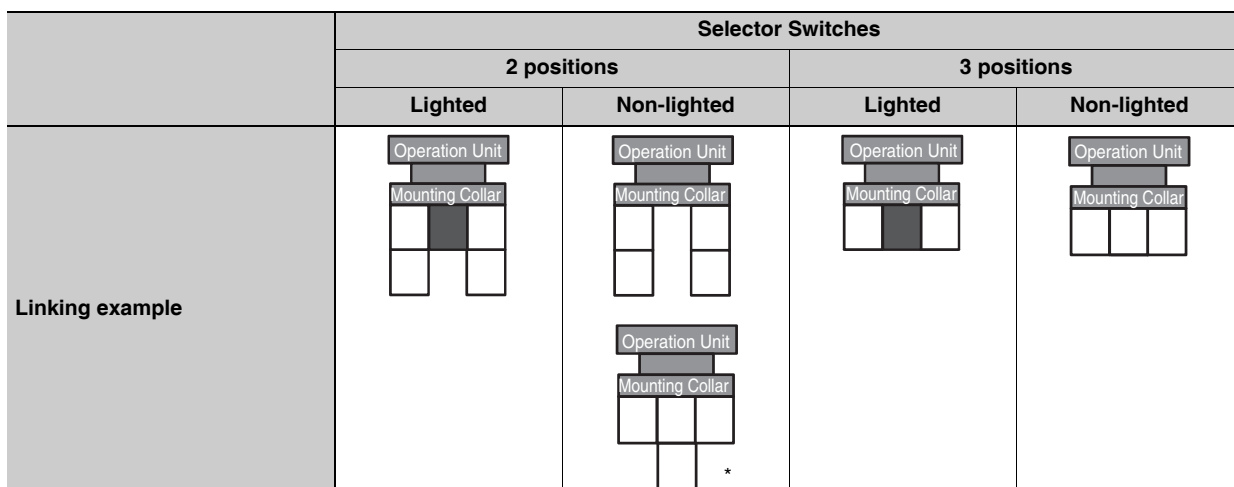 Selector Switches
2 positions 3 positions
Lighted Non-lighted Lighted Non-lighted
Linking example
Operation Unit
Mounting Collar
Operation Unit
Mounting Collar
Operation Unit
Mounting Collar
*
Operation Unit
Mounting Collar
Operation Unit
Mounting Collar